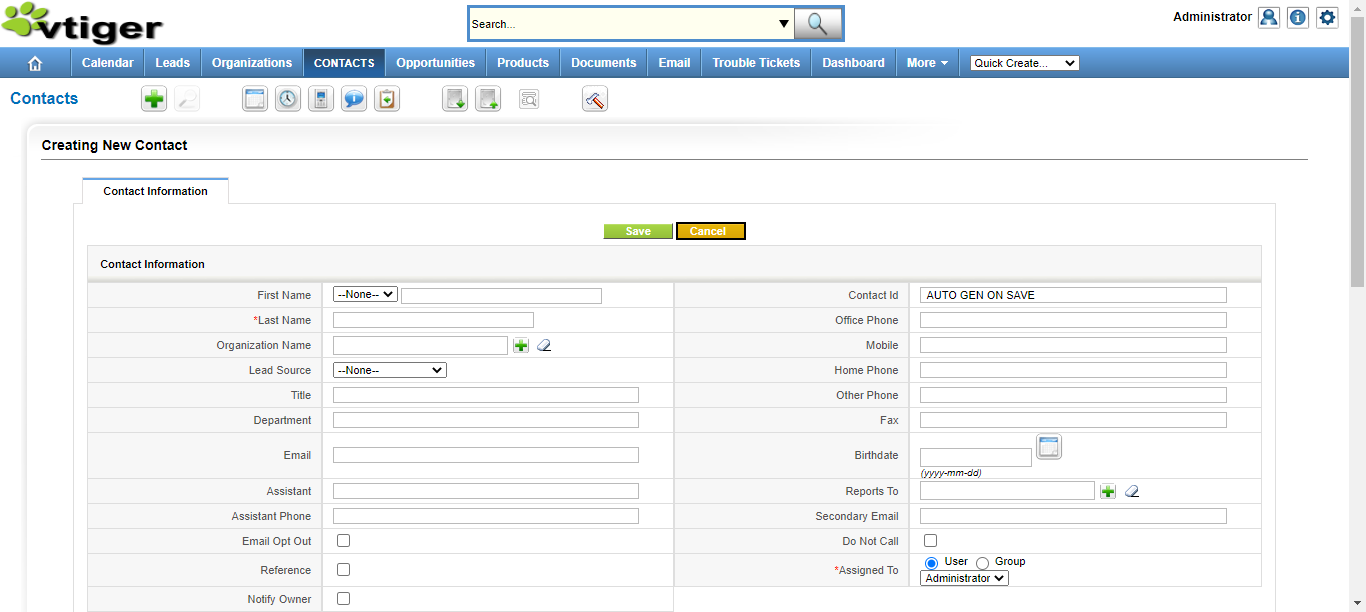 vtiger
Search...
Administrator
Calendar Leads Organizations CONTACTS Opportunities Products Documents Email Trouble Tickets Dashboard More Quick Create...
Contacts
Creating New Contact
Contact Information
Save Cancel
Contact Information
First Name --None-- Contact Id AUTO GEN ON SAVE
*Last Name Office Phone
Organization Name Mobile
Lead Source --None-- Home Phone
Title Other Phone
Department Fax
Email Birthdate
(yyyy-mm-dd)
Assistant Reports To
Assistant Phone Secondary Email
Email Opt Out Do Not Call
Reference *Assigned To User Group
Administrator
Notify Owner